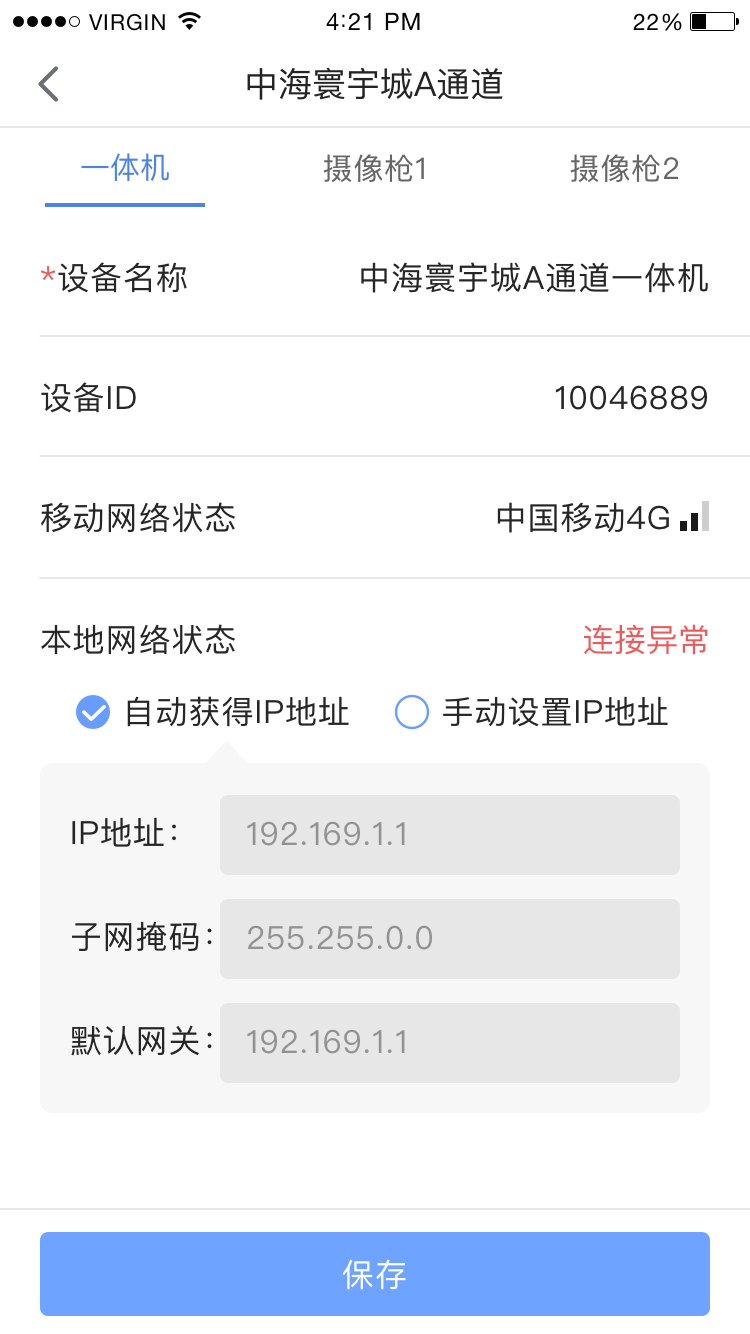 VIRGIN 4:21 PM 22%
中海寰宇城A通道
一体机 摄像枪1 摄像枪2
*设备名称 中海寰宇城A通道一体机
设备ID 10046889
移动网络状态 中国移动4G
本地网络状态 连接异常
自动获得IP地址 手动设置IP地址
IP地址： 192.169.1.1
子网掩码： 255.255.0.0
默认网关： 192.169.1.1
保存